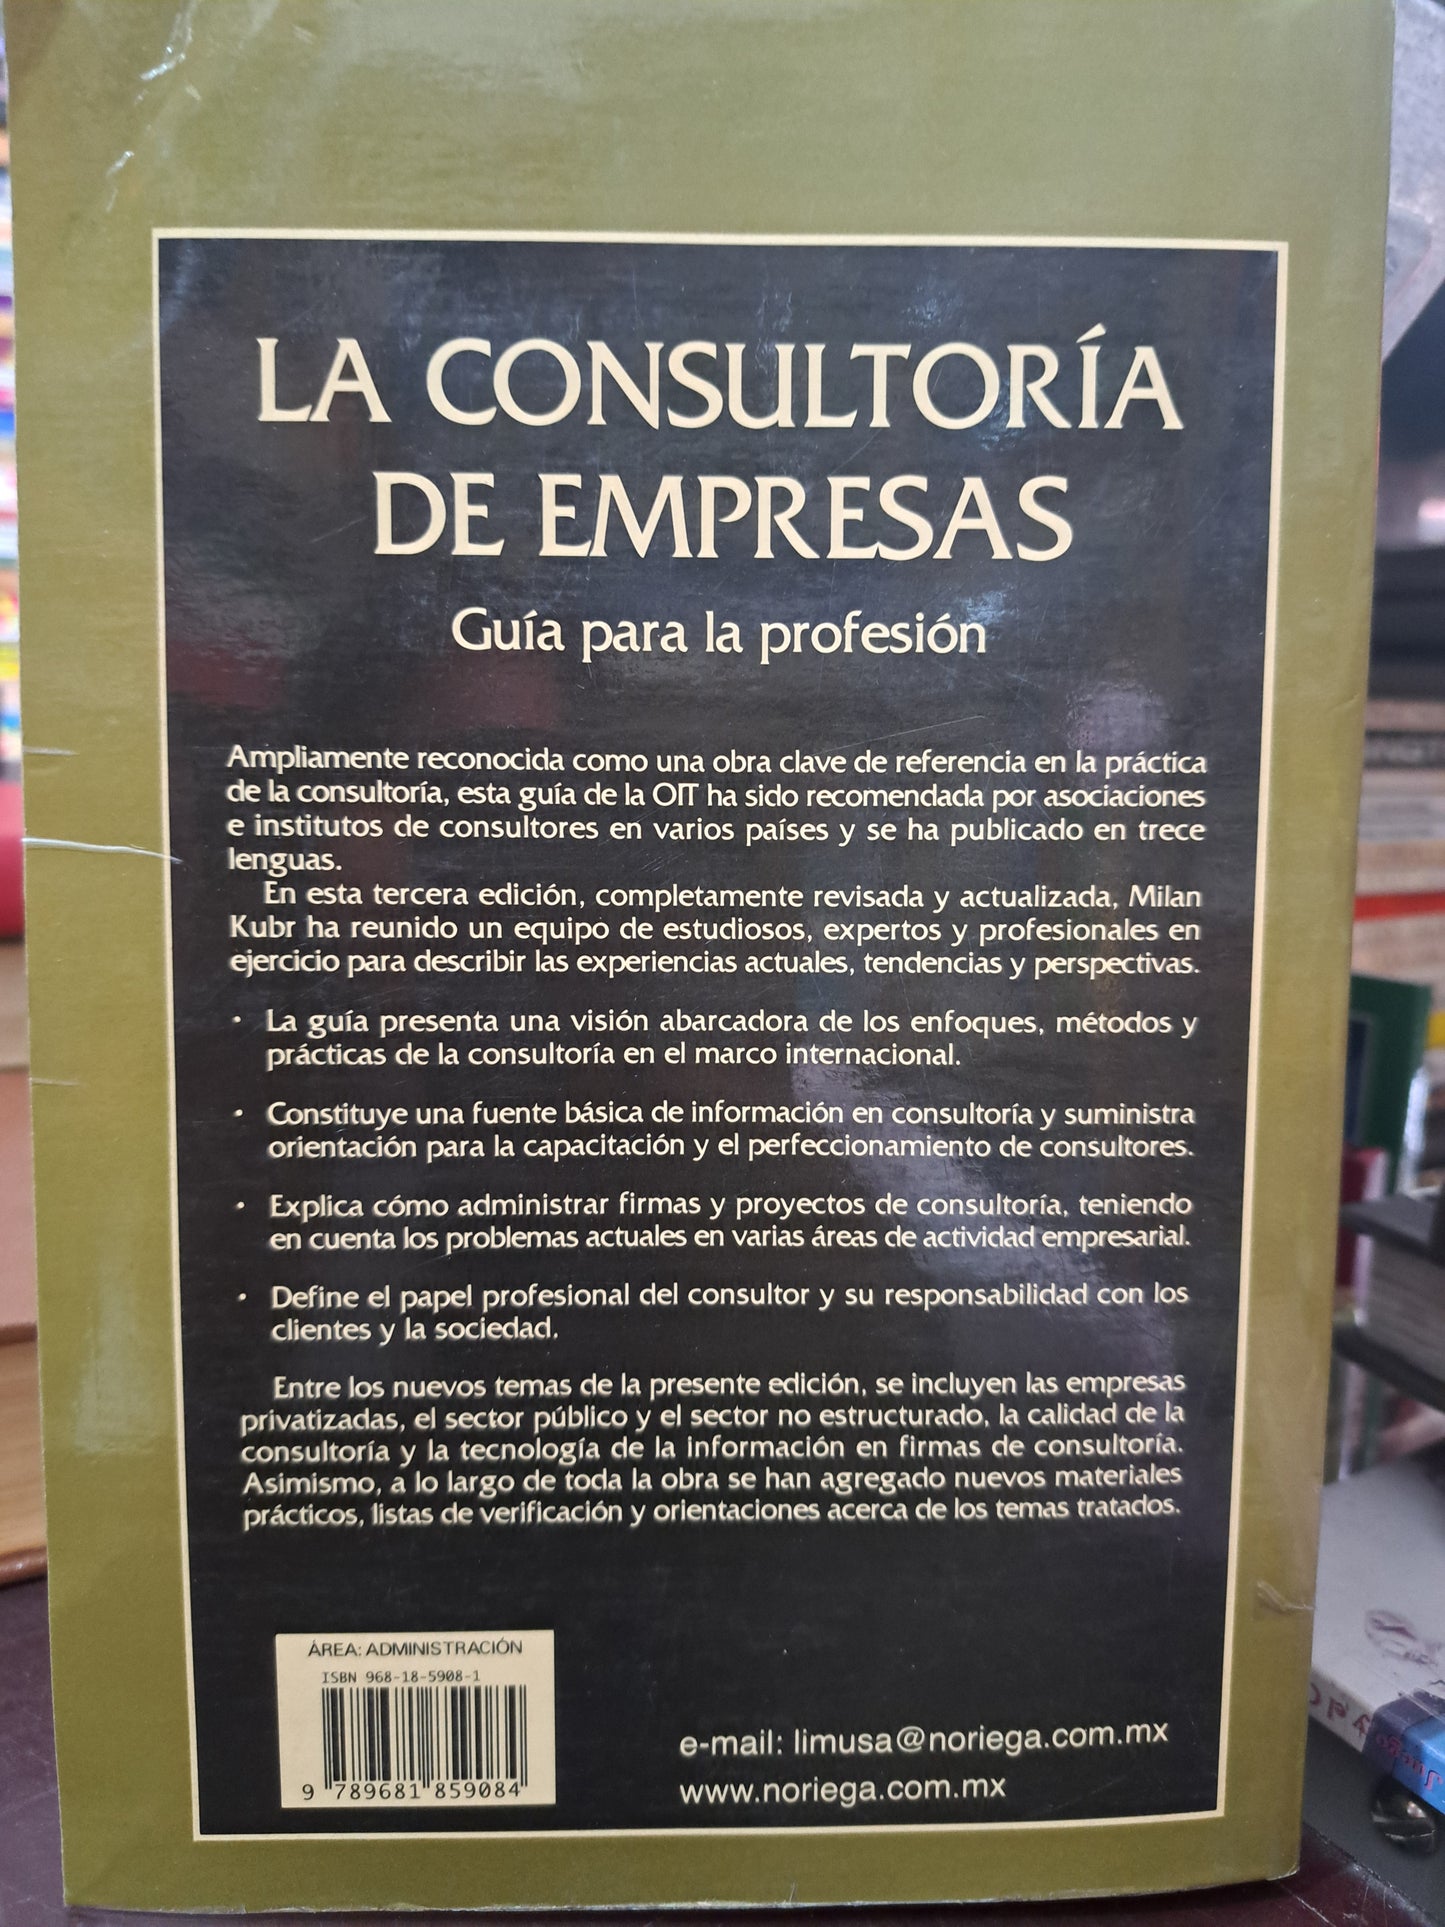 LA CONSULTORÍA
DE EMPRESAS
Guía para la profesión
Ampliamente reconocida como una obra clave de referencia en la práctica
de la consultoría, esta guía de la OIT ha sido recomendada por asociaciones
e institutos de consultores en varios países y se ha publicado en trece
lenguas.
En esta tercera edición, completamente revisada y actualizada, Milan
Kubr ha reunido un equipo de estudiosos, expertos y profesionales en
ejercicio para describir las experiencias actuales, tendencias y perspectivas.
• La guía presenta una visión abarcadora de los enfoques, métodos y
prácticas de la consultoría en el marco internacional.
• Constituye una fuente básica de información en consultoría y suministra
orientación para la capacitación y el perfeccionamiento de consultores.
• Explica cómo administrar firmas y proyectos de consultoría, teniendo
en cuenta los problemas actuales en varias áreas de actividad empresarial.
• Define el papel profesional del consultor y su responsabilidad con los
clientes y la sociedad.
Entre los nuevos temas de la presente edición, se incluyen las empresas
privatizadas, el sector público y el sector no estructurado, la calidad de la
consultoría y la tecnología de la información en firmas de consultoría.
Asimismo, a lo largo de toda la obra se han agregado nuevos materiales
prácticos, listas de verificación y orientaciones acerca de los temas tratados.
ÁREA: ADMINISTRACIÓN
ISBN 968-18-5908-1
9 789681 859084
e-mail: limusa@noriega.com.mx
www.noriega.com.mx